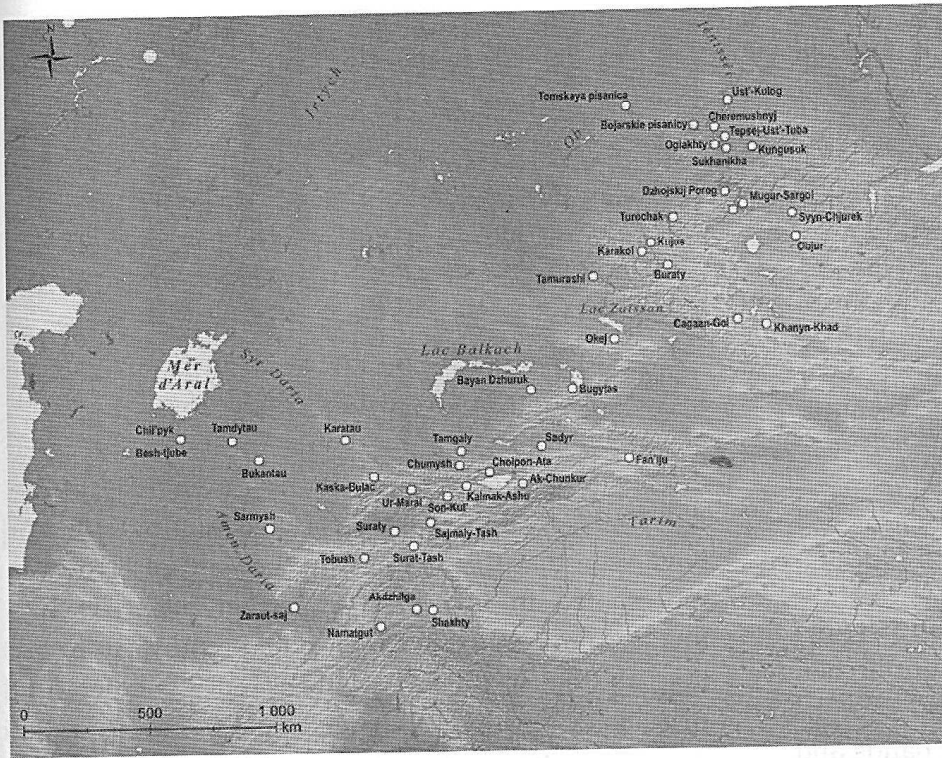 N
Irtych
Iénissei
Ob
Tomskaya pisanica
Ust'-Kulog
Cheremushnyj
Bojarskie pisanicy
Tepsej-Ust'-Tuba
Oglakhty
Kungusuk
Sukhanikha
Dzhojskij Porog
Mugur-Sargol
Turochak
Syyn-Chjurek
Kujus
Karakol
Buraty
Tamurashi
Lac Zaïssan
Cagaan-Gol
Khanyn-Khad
Okej
Lac Balkach
Mer
d'Aral
Syr Daria
Bayan Dzhuruk
Bugytas
Chil'pyk
Besh-tjube
Tamdytau
Karatau
Tamgaly
Sadyr
Bukantau
Chumysh
Cholpon-Ata
Fan'iju
Kaska-Bulac
Ak-Chunkur
Ur-Maral
Kalmak-Ashu
Son-Kul'
Sarmysh
Amou Daria
Suraty
Sajmaly-Tash
Tarim
Tobush
Surat-Tash
Akdzhilga
Zaraut-saj
Shakhty
Namatgut
0
500
1 000
km